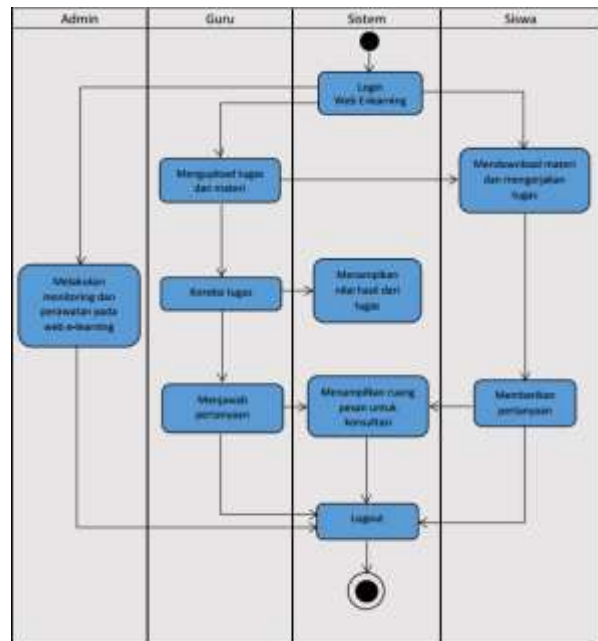 Admin
Guru
Sistem
Siswa
Login
Web E-learning
Mengupload tugas
dan materi
Mendownload materi
dan mengerjakan
tugas
Melakukan
monitoring dan
perawatan pada
web e-learning
Koreksi tugas
Menampilkan
nilai hasil dari
tugas
Menjawab
pertanyaan
Menampilkan ruang
pesan untuk
konsultasi
Memberikan
pertanyaan
Logout